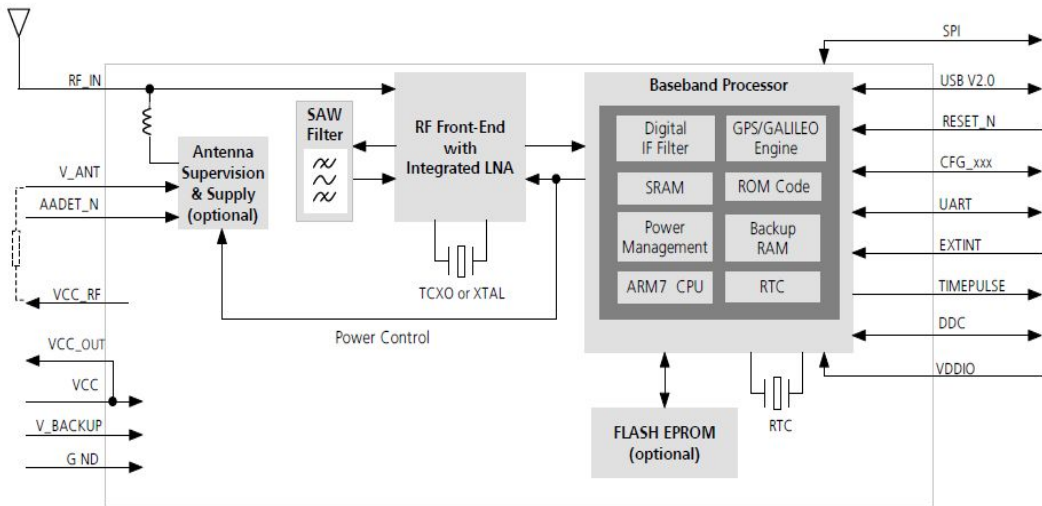 SPI
RF_IN
Baseband Processor
USB V2.0
SAW
Filter
RF Front-End
with
Integrated LNA
Digital
IF Filter
GPS/GALILEO
Engine
RESET_N
Antenna
Supervision
& Supply
(optional)
V_ANT
AADET_N
SRAM
ROM Code
CFG_xxx
UART
Power
Management
Backup
RAM
EXTINT
TCXO or XTAL
ARM7 CPU
RTC
TIMEPULSE
VCC_RF
Power Control
DDC
VCC_OUT
VDDIO
VCC
V_BACKUP
FLASH EPROM
(optional)
RTC
G ND